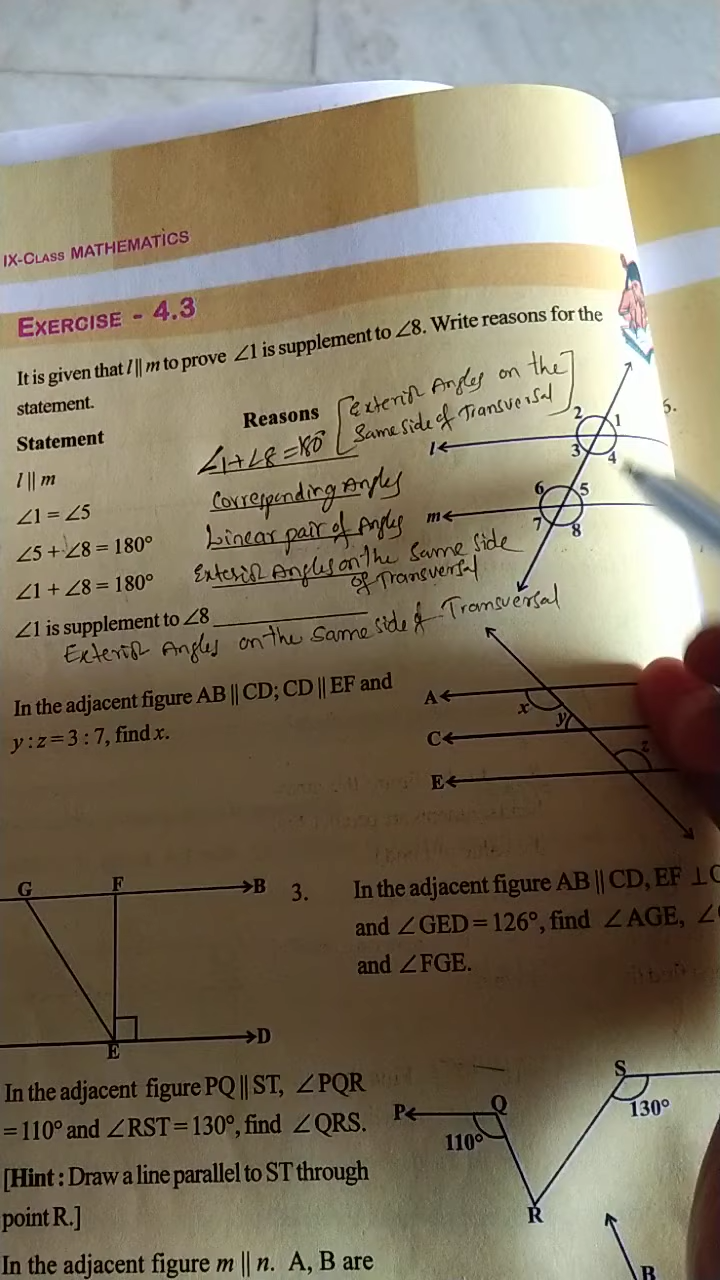 IX-CLASS MATHEMATICS
EXERCISE - 4.3
It is given that l || m to prove ∠1 is supplement to ∠8. Write reasons for the
statement.
Statement
Reasons
[Exterior Angles on the
Same side of Transversal]
l || m
∠1+∠8=180°
∠1 = ∠5
Corresponding Angles
∠5 + ∠8 = 180°
Linear pair of Angles
∠1 + ∠8 = 180°
Exterior Angles on the Same side
of Transversal
∠1 is supplement to ∠8
Exterior Angles on the Same side of Transversal
2 1
l
3 4
6 5
m
7 8
5.
In the adjacent figure AB || CD; CD || EF and
y : z = 3 : 7, find x.
A
x
y
C
z
E
G F B
E D
3. In the adjacent figure AB || CD, EF ⊥
and ∠GED = 126°, find ∠AGE, ∠
and ∠FGE.
In the adjacent figure PQ || ST, ∠PQR
= 110° and ∠RST = 130°, find ∠QRS.
[Hint : Draw a line parallel to ST through
point R.]
P Q S
110° 130°
R
In the adjacent figure m || n. A, B are
B